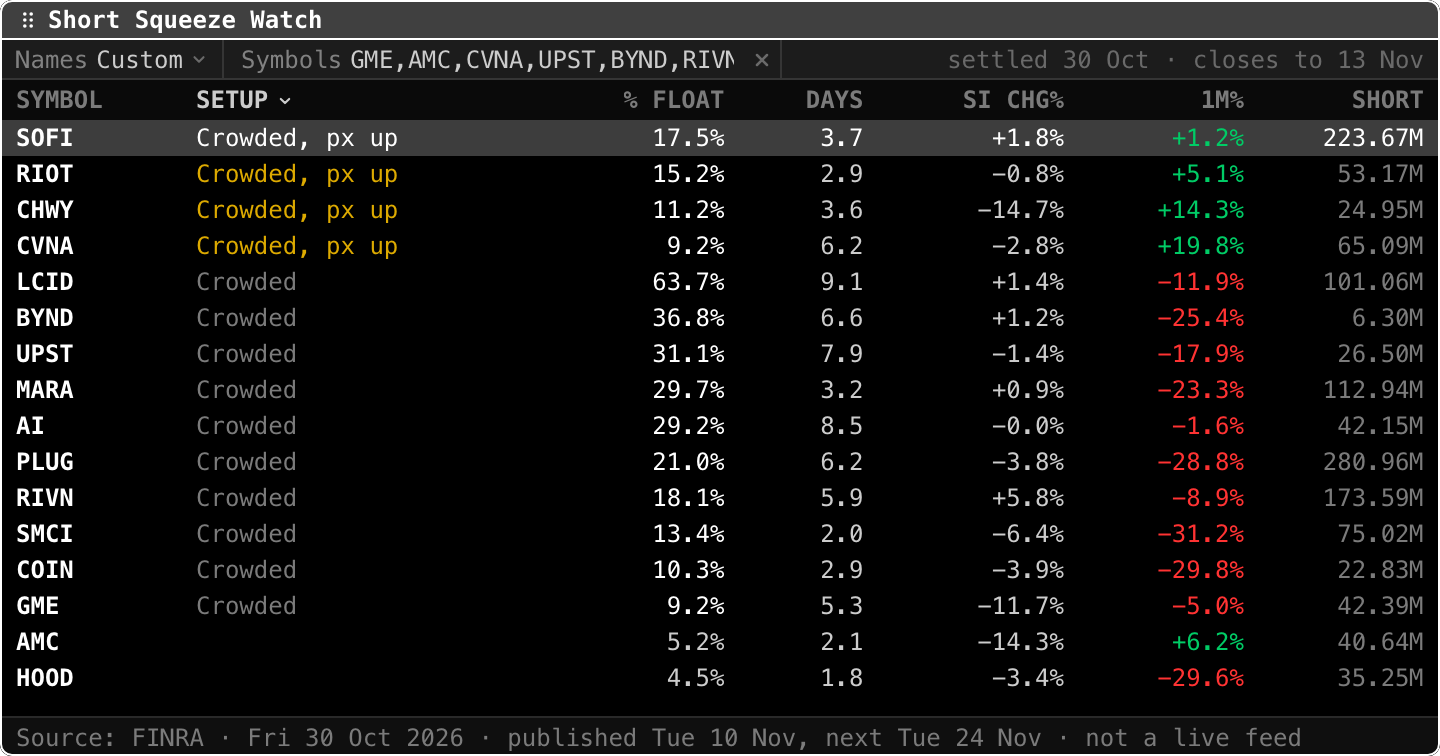 Short Squeeze Watch
Names Custom Symbols GME,AMC,CVNA,UPST,BYND,RIVN × settled 30 Oct · closes to 13 Nov
SYMBOL SETUP % FLOAT DAYS SI CHG% 1M% SHORT
SOFI Crowded, px up 17.5% 3.7 +1.8% +1.2% 223.67M
RIOT Crowded, px up 15.2% 2.9 −0.8% +5.1% 53.17M
CHWY Crowded, px up 11.2% 3.6 −14.7% +14.3% 24.95M
CVNA Crowded, px up 9.2% 6.2 −2.8% +19.8% 65.09M
LCID Crowded 63.7% 9.1 +1.4% −11.9% 101.06M
BYND Crowded 36.8% 6.6 +1.2% −25.4% 6.30M
UPST Crowded 31.1% 7.9 −1.4% −17.9% 26.50M
MARA Crowded 29.7% 3.2 +0.9% −23.3% 112.94M
AI Crowded 29.2% 8.5 −0.0% −1.6% 42.15M
PLUG Crowded 21.0% 6.2 −3.8% −28.8% 280.96M
RIVN Crowded 18.1% 5.9 +5.8% −8.9% 173.59M
SMCI Crowded 13.4% 2.0 −6.4% −31.2% 75.02M
COIN Crowded 10.3% 2.9 −3.9% −29.8% 22.83M
GME Crowded 9.2% 5.3 −11.7% −5.0% 42.39M
AMC 5.2% 2.1 −14.3% +6.2% 40.64M
HOOD 4.5% 1.8 −3.4% −29.6% 35.25M
Source: FINRA · Fri 30 Oct 2026 · published Tue 10 Nov, next Tue 24 Nov · not a live feed